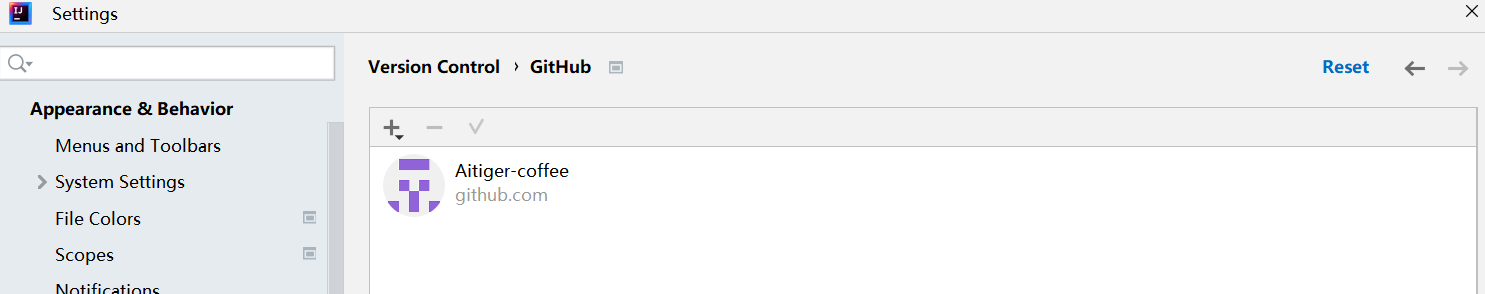 Settings
Version Control › GitHub
Reset
Appearance & Behavior
Menus and Toolbars
System Settings
File Colors
Scopes
Notifications
Aitiger-coffee
github.com